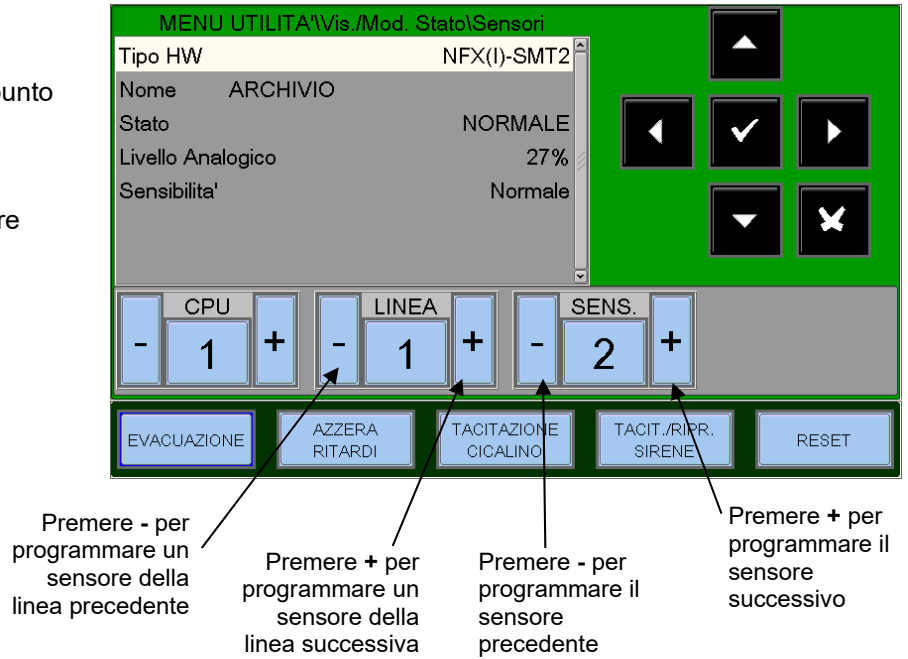 MENU UTILITA'\Vis./Mod. Stato\Sensori
Tipo HW NFX(I)-SMT2
Nome ARCHIVIO
Stato NORMALE
Livello Analogico 27%
Sensibilita' Normale
CPU
- 1 +
LINEA
- 1 +
SENS.
- 2 +
EVACUAZIONE
AZZERA
RITARDI
TACITAZIONE
CICALINO
TACIT./RIPR.
SIRENE
RESET
Premere - per
programmare un
sensore della
linea precedente
Premere + per
programmare un
sensore della
linea successiva
Premere - per
programmare il
sensore
precedente
Premere + per
programmare il
sensore
successivo